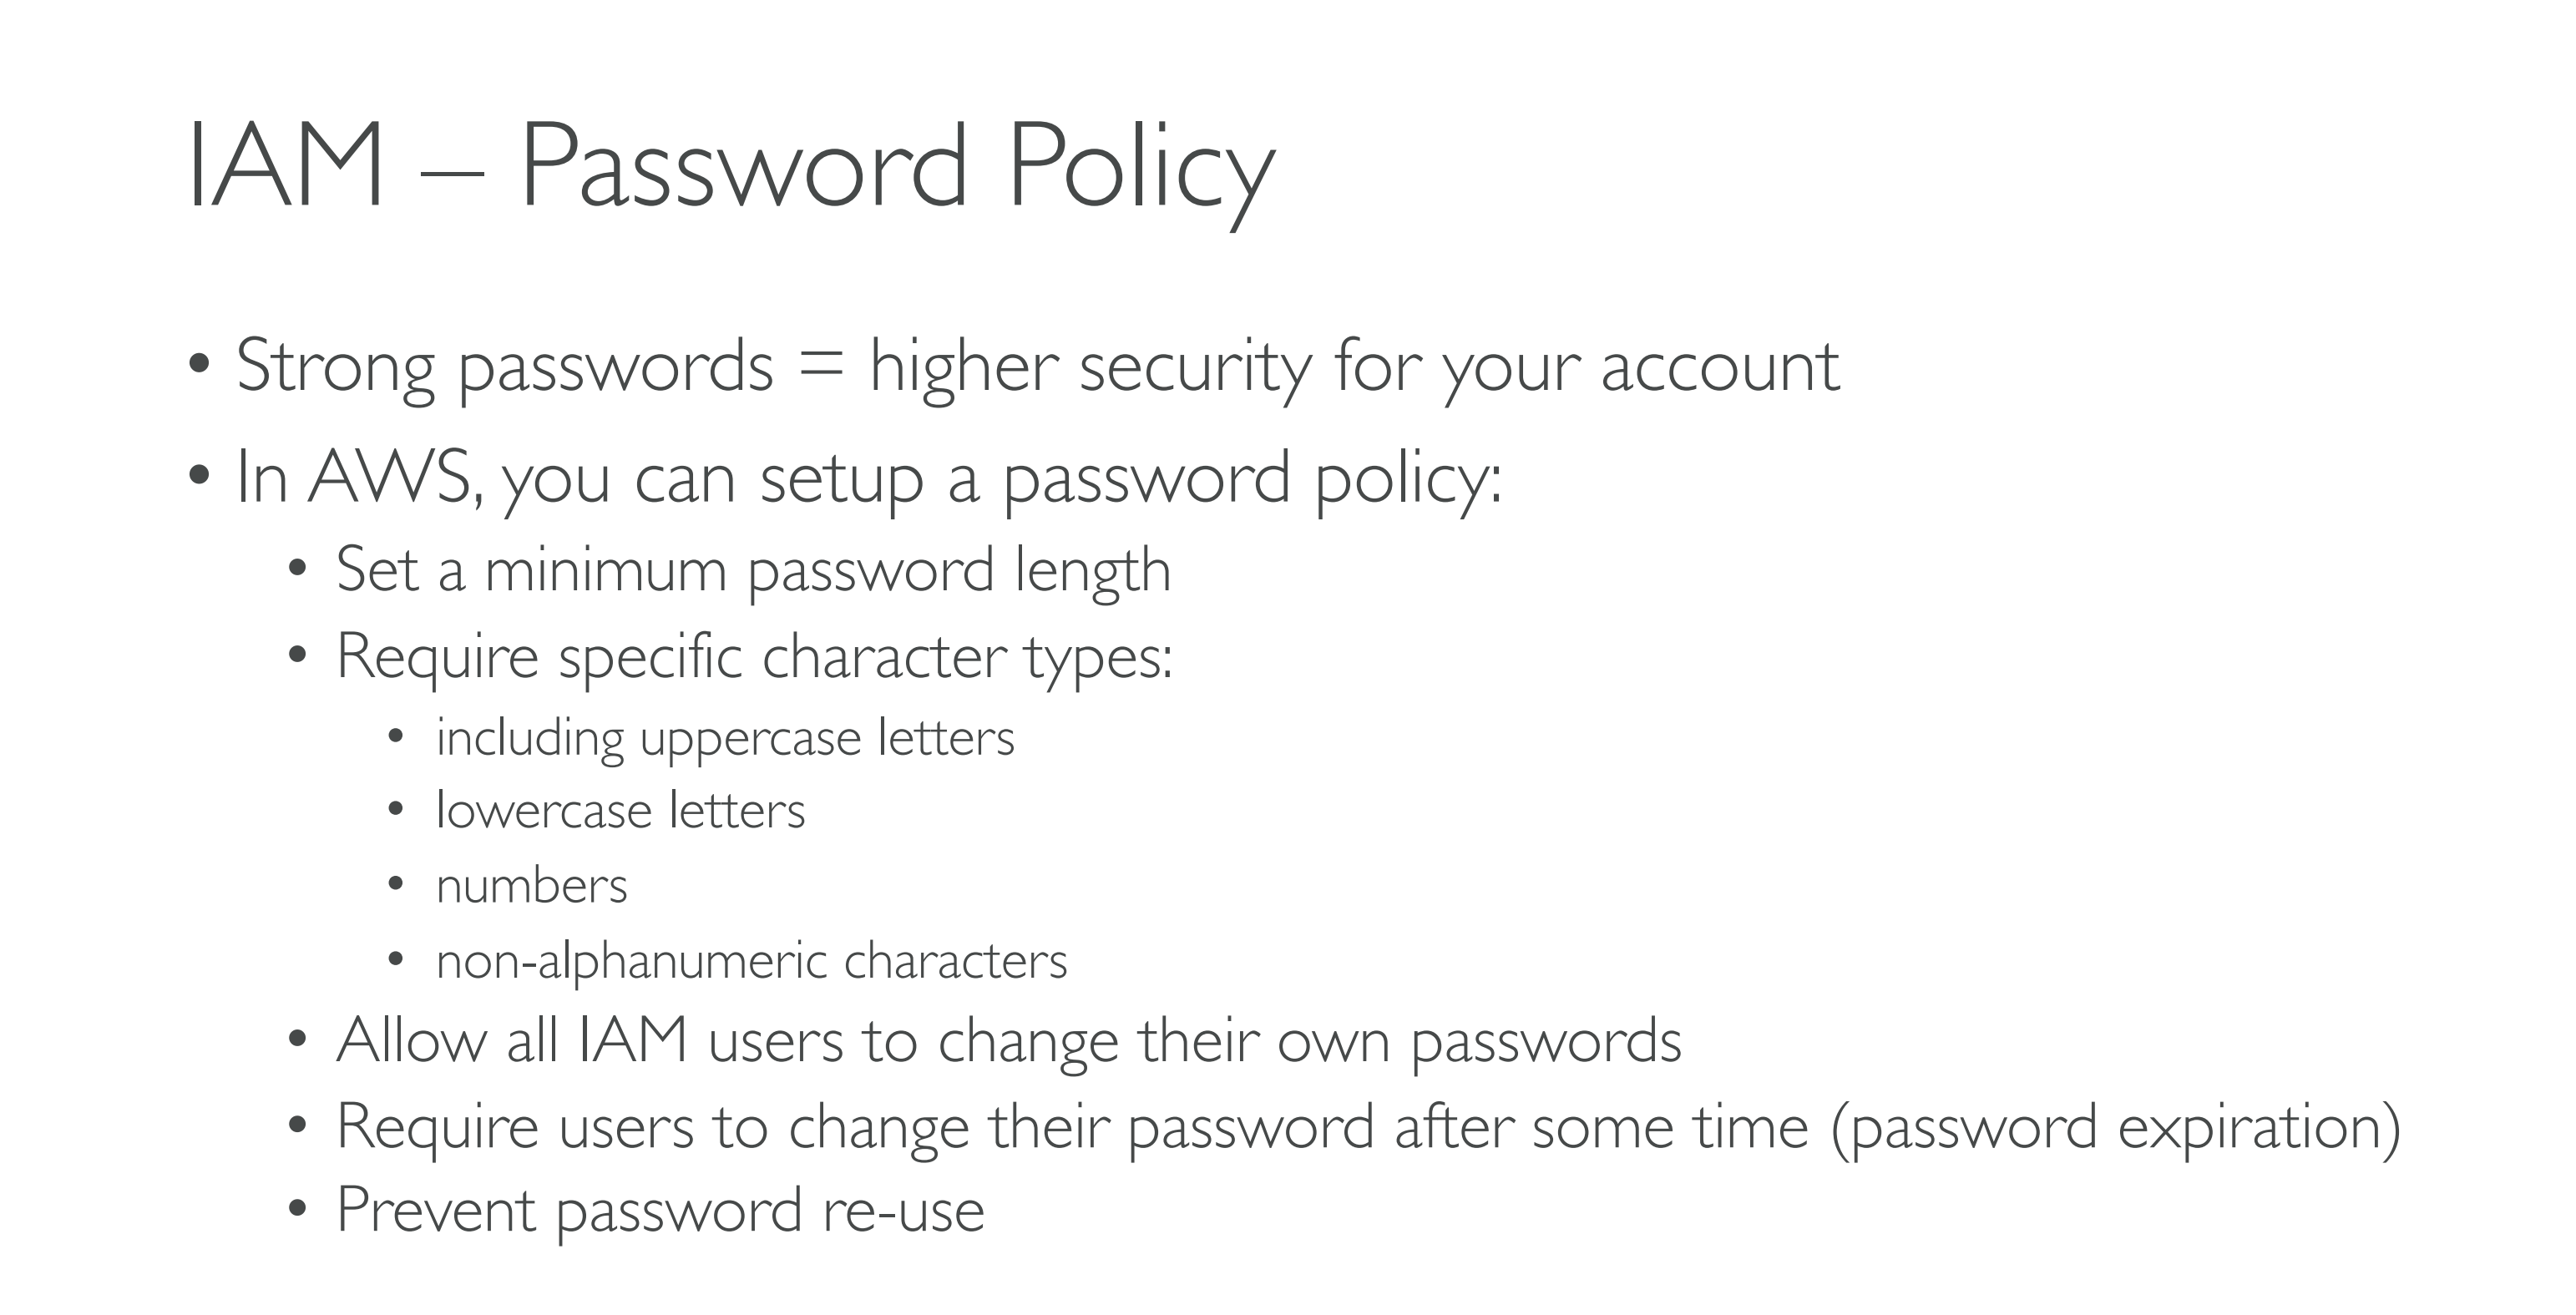 IAM – Password Policy
• Strong passwords = higher security for your account
• In AWS, you can setup a password policy:
• Set a minimum password length
• Require specific character types:
• including uppercase letters
• lowercase letters
• numbers
• non-alphanumeric characters
• Allow all IAM users to change their own passwords
• Require users to change their password after some time (password expiration)
• Prevent password re-use